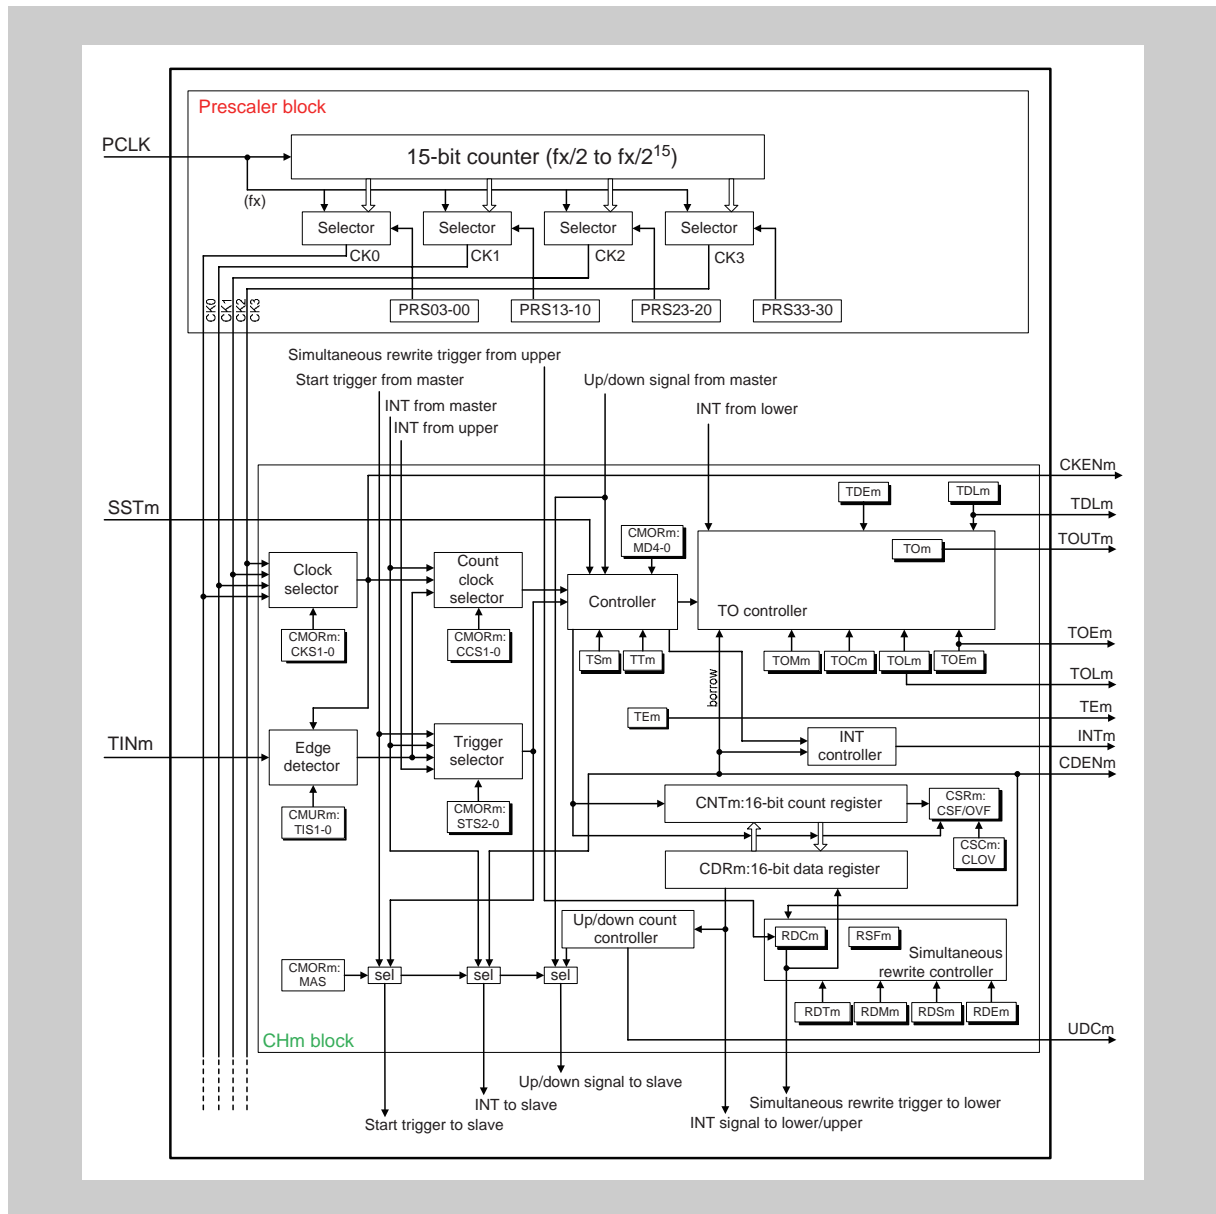 Prescaler block
PCLK
15-bit counter (fx/2 to fx/2¹⁵)
(fx)
Selector
Selector
Selector
Selector
CK0
CK1
CK2
CK3
CK0
CK1
CK2
CK3
PRS03-00
PRS13-10
PRS23-20
PRS33-30
Simultaneous rewrite trigger from upper
Start trigger from master
Up/down signal from master
INT from master
INT from lower
INT from upper
CKENm
SSTm
TDEm
TDLm
TDLm
CMORm:
MD4-0
TOm
TOUTm
Clock
selector
Count
clock
selector
Controller
TO controller
CMORm:
CKS1-0
CMORm:
CCS1-0
TSm
TTm
TOMm
TOCm
TOLm
TOEm
TOEm
TOLm
borrow
TEm
TEm
TINm
Edge
detector
Trigger
selector
INT
controller
INTm
CDENm
CMURm:
TIS1-0
CMORm:
STS2-0
CNTm:16-bit count register
CSRm:
CSF/OVF
CSCm:
CLOV
CDRm:16-bit data register
Up/down count
controller
RDCm
RSFm
Simultaneous
rewrite controller
CMORm:
MAS
sel
sel
sel
RDTm
RDMm
RDSm
RDEm
CHm block
UDCm
Up/down signal to slave
INT to slave
Simultaneous rewrite trigger to lower
Start trigger to slave
INT signal to lower/upper